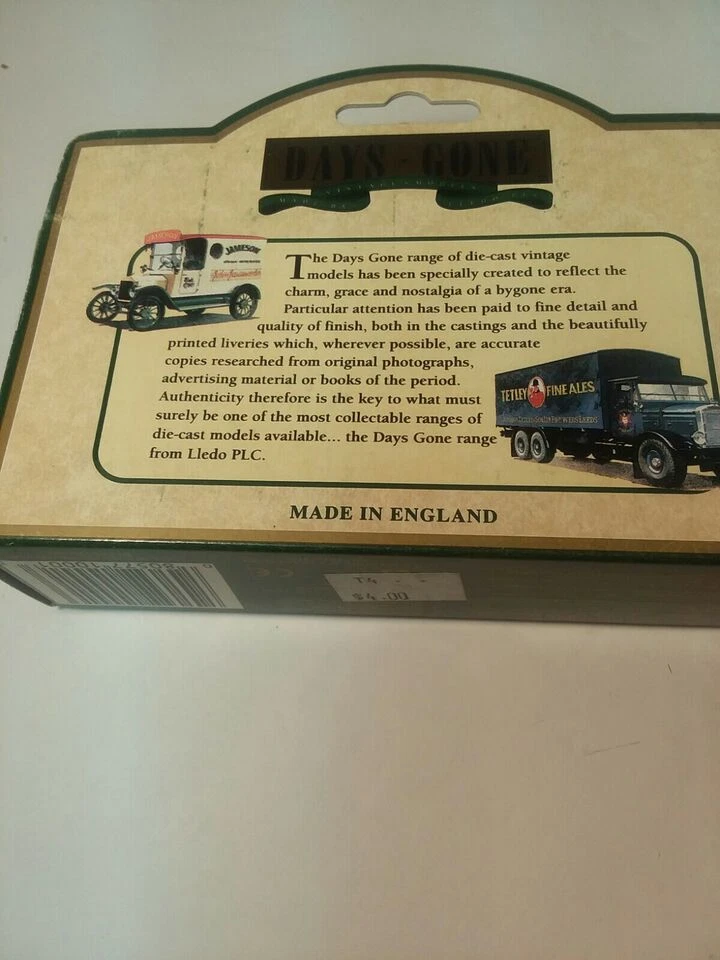 DAYS-GONE
JAMESON
JAMESON
The Days Gone range of die-cast vintage
models has been specially created to reflect the
charm, grace and nostalgia of a bygone era.
Particular attention has been paid to fine detail and
quality of finish, both in the castings and the beautifully
printed liveries which, wherever possible, are accurate
copies researched from original photographs,
advertising material or books of the period.
Authenticity therefore is the key to what must
surely be one of the most collectable ranges of
die-cast models available... the Days Gone range
from Lledo PLC.
TETLEY FINE ALES
MADE IN ENGLAND
CE
T4 - -
$4.00